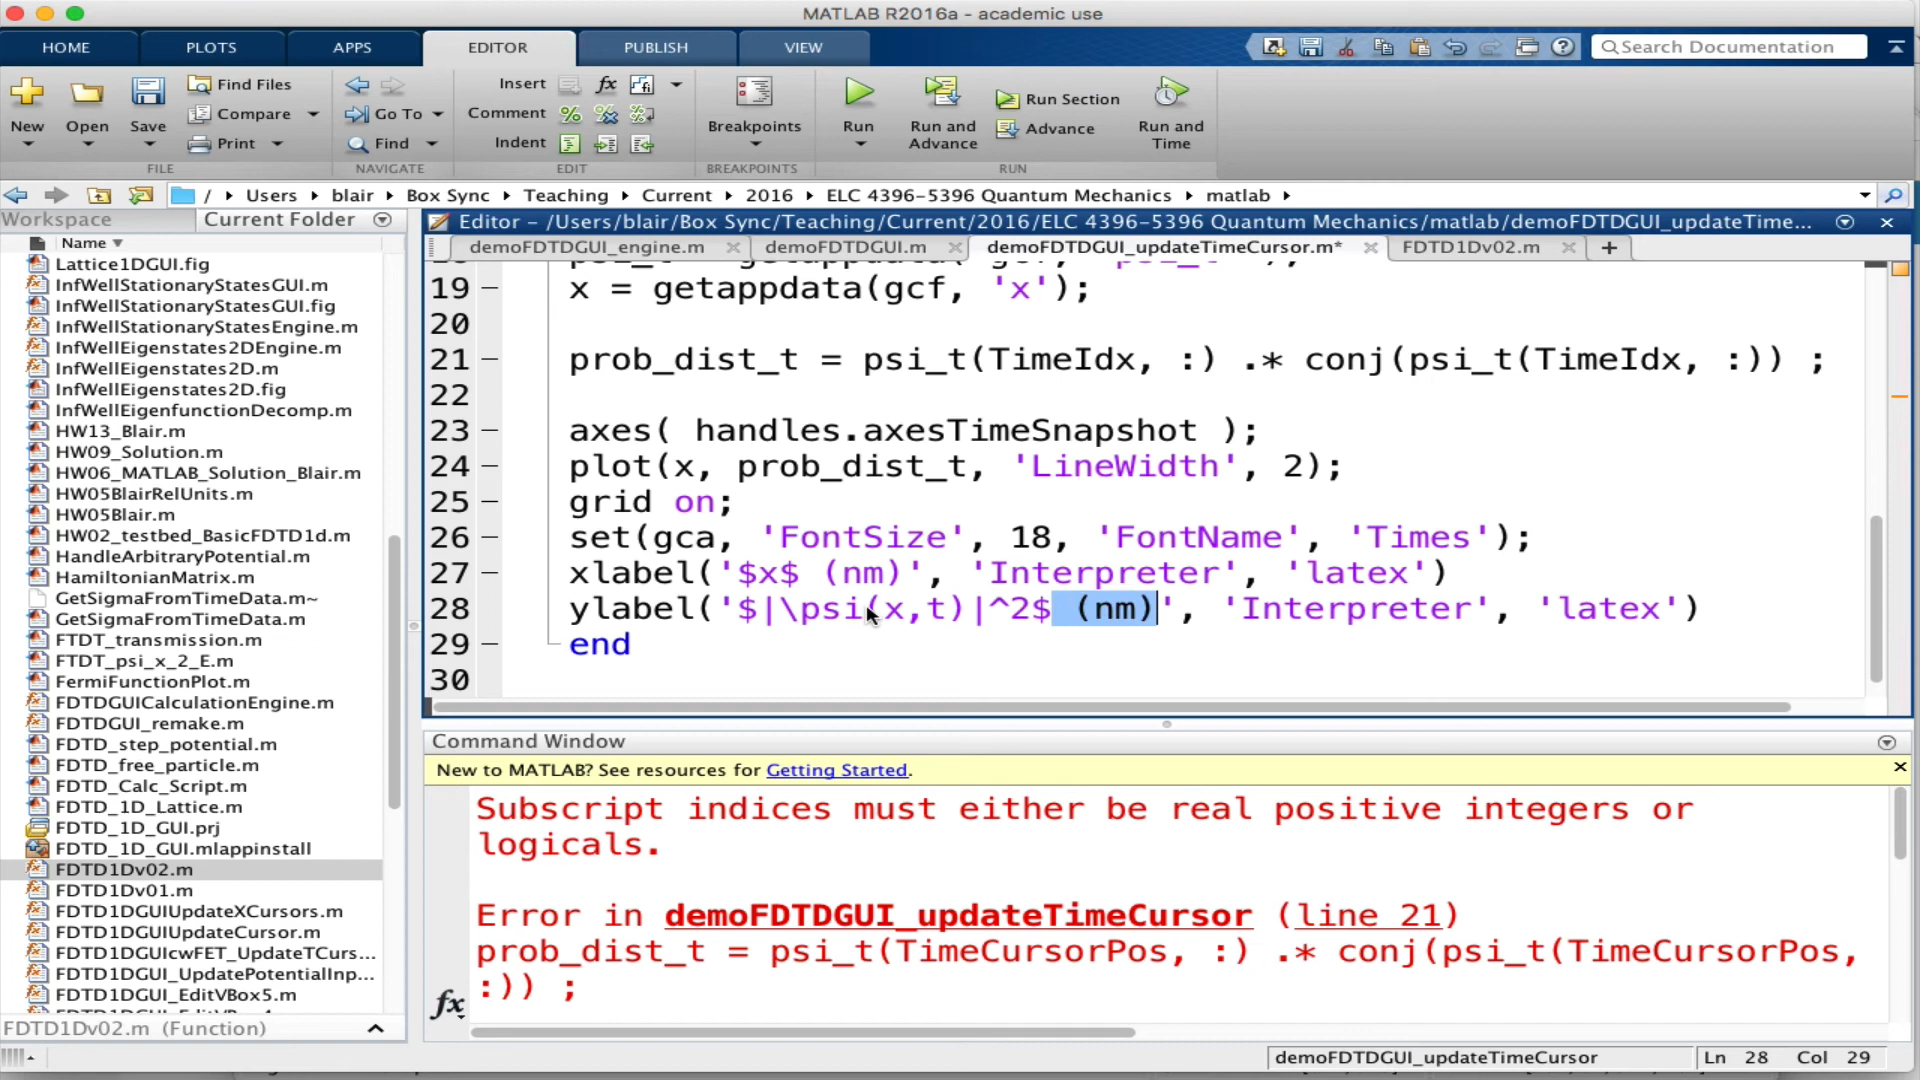 MATLAB R2016a - academic use
HOME PLOTS APPS EDITOR PUBLISH VIEW Search Documentation
New Open Save Find Files Compare Print FILE
Go To Find NAVIGATE
Insert fx Comment Indent EDIT
Breakpoints BREAKPOINTS
Run Run and Advance Run Section Advance Run and Time RUN
/ Users blair Box Sync Teaching Current 2016 ELC 4396-5396 Quantum Mechanics matlab
Workspace Current Folder
Name
Lattice1DGUI.fig
InfWellStationaryStatesGUI.m
InfWellStationaryStatesGUI.fig
InfWellStationaryStatesEngine.m
InfWellEigenstates2DEngine.m
InfWellEigenstates2D.m
InfWellEigenstates2D.fig
InfWellEigenfunctionDecomp.m
HW13_Blair.m
HW09_Solution.m
HW06_MATLAB_Solution_Blair.m
HW05BlairRelUnits.m
HW05Blair.m
HW02_testbed_BasicFDTD1d.m
HandleArbitraryPotential.m
HamiltonianMatrix.m
GetSigmaFromTimeData.m~
GetSigmaFromTimeData.m
FTDT_transmission.m
FTDT_psi_x_2_E.m
FermiFunctionPlot.m
FDTDGUICalculationEngine.m
FDTDGUI_remake.m
FDTD_step_potential.m
FDTD_free_particle.m
FDTD_Calc_Script.m
FDTD_1D_Lattice.m
FDTD_1D_GUI.prj
FDTD_1D_GUI.mlappinstall
FDTD1Dv02.m
FDTD1Dv01.m
FDTD1DGUIUpdateXCursors.m
FDTD1DGUIUpdateCursor.m
FDTD1DGUIcwFET_UpdateTCurs...
FDTD1DGUI_UpdatePotentialInp...
FDTD1DGUI_EditVBox5.m
FDTD1Dv02.m (Function)
Editor - /Users/blair/Box Sync/Teaching/Current/2016/ELC 4396-5396 Quantum Mechanics/matlab/demoFDTDGUI_updateTime...
demoFDTDGUI_engine.m demoFDTDGUI.m demoFDTDGUI_updateTimeCursor.m* FDTD1Dv02.m +
19 – x = getappdata(gcf, 'x');
20
21 – prob_dist_t = psi_t(TimeIdx, :) .* conj(psi_t(TimeIdx, :)) ;
22
23 – axes( handles.axesTimeSnapshot );
24 – plot(x, prob_dist_t, 'LineWidth', 2);
25 – grid on;
26 – set(gca, 'FontSize', 18, 'FontName', 'Times');
27 – xlabel('$x$ (nm)', 'Interpreter', 'latex')
28 – ylabel('$|\psi(x,t)|^2$ (nm)', 'Interpreter', 'latex')
29 – end
30
Command Window
New to MATLAB? See resources for Getting Started.
Subscript indices must either be real positive integers or
logicals.
Error in demoFDTDGUI_updateTimeCursor (line 21)
prob_dist_t = psi_t(TimeCursorPos, :) .* conj(psi_t(TimeCursorPos,
:)) ;
fx
demoFDTDGUI_updateTimeCursor Ln 28 Col 29